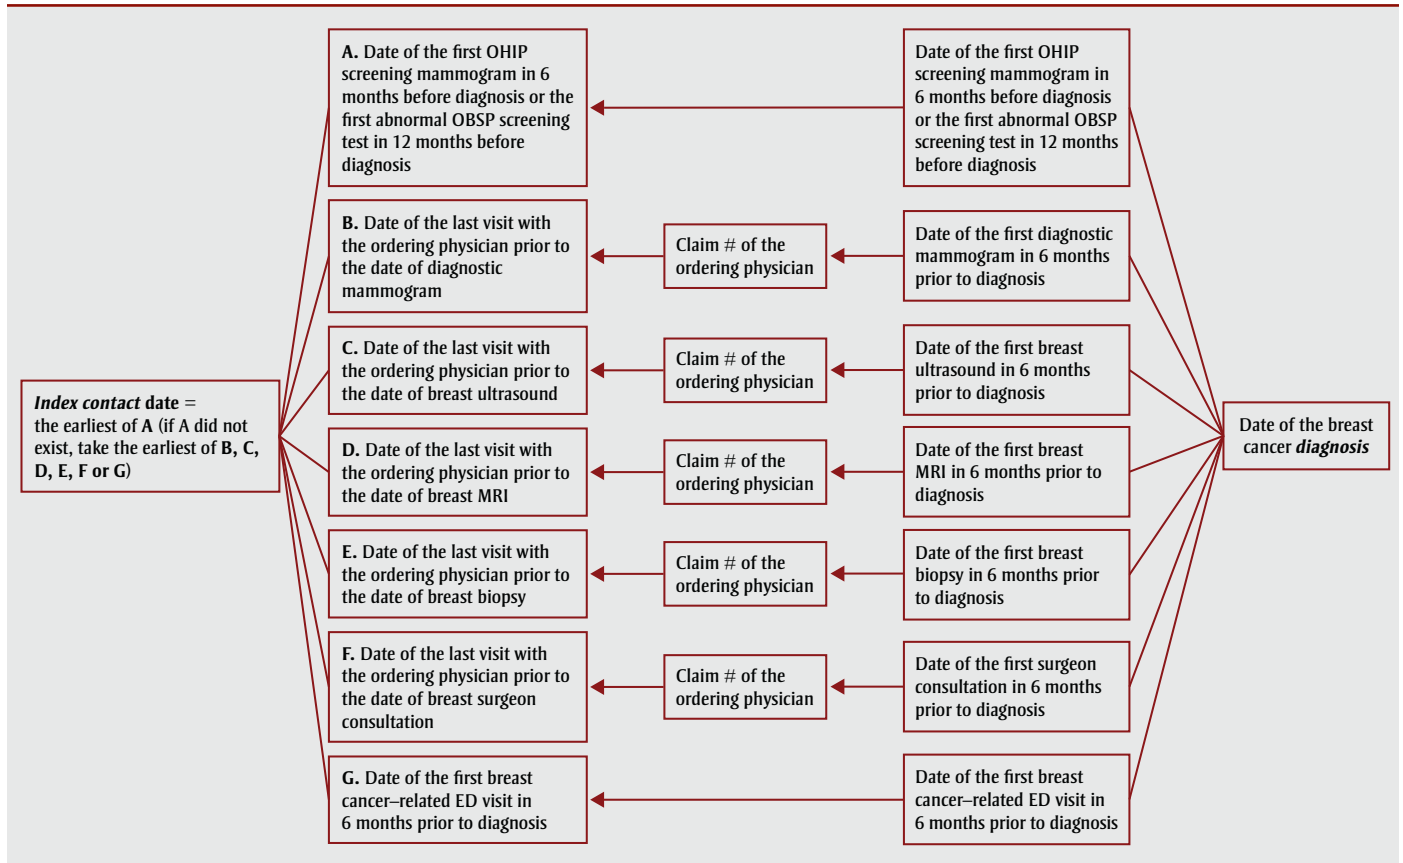 A. Date of the first OHIP
screening mammogram in 6
months before diagnosis or the
first abnormal OBSP screening
test in 12 months before
diagnosis
Date of the first OHIP
screening mammogram in
6 months before diagnosis
or the first abnormal OBSP
screening test in 12 months
before diagnosis
B. Date of the last visit with
the ordering physician prior to
the date of diagnostic
mammogram
Claim # of the
ordering physician
Date of the first diagnostic
mammogram in 6 months
prior to diagnosis
C. Date of the last visit with
the ordering physician prior to
the date of breast ultrasound
Claim # of the
ordering physician
Date of the first breast
ultrasound in 6 months
prior to diagnosis
Index contact date =
the earliest of A (if A did not
exist, take the earliest of B, C,
D, E, F or G)
D. Date of the last visit with
the ordering physician prior to
the date of breast MRI
Claim # of the
ordering physician
Date of the first breast
MRI in 6 months prior to
diagnosis
Date of the breast
cancer diagnosis
E. Date of the last visit with
the ordering physician prior to
the date of breast biopsy
Claim # of the
ordering physician
Date of the first breast
biopsy in 6 months prior
to diagnosis
F. Date of the last visit with
the ordering physician prior to
the date of breast surgeon
consultation
Claim # of the
ordering physician
Date of the first surgeon
consultation in 6 months
prior to diagnosis
G. Date of the first breast
cancer–related ED visit in
6 months prior to diagnosis
Date of the first breast
cancer–related ED visit in
6 months prior to diagnosis